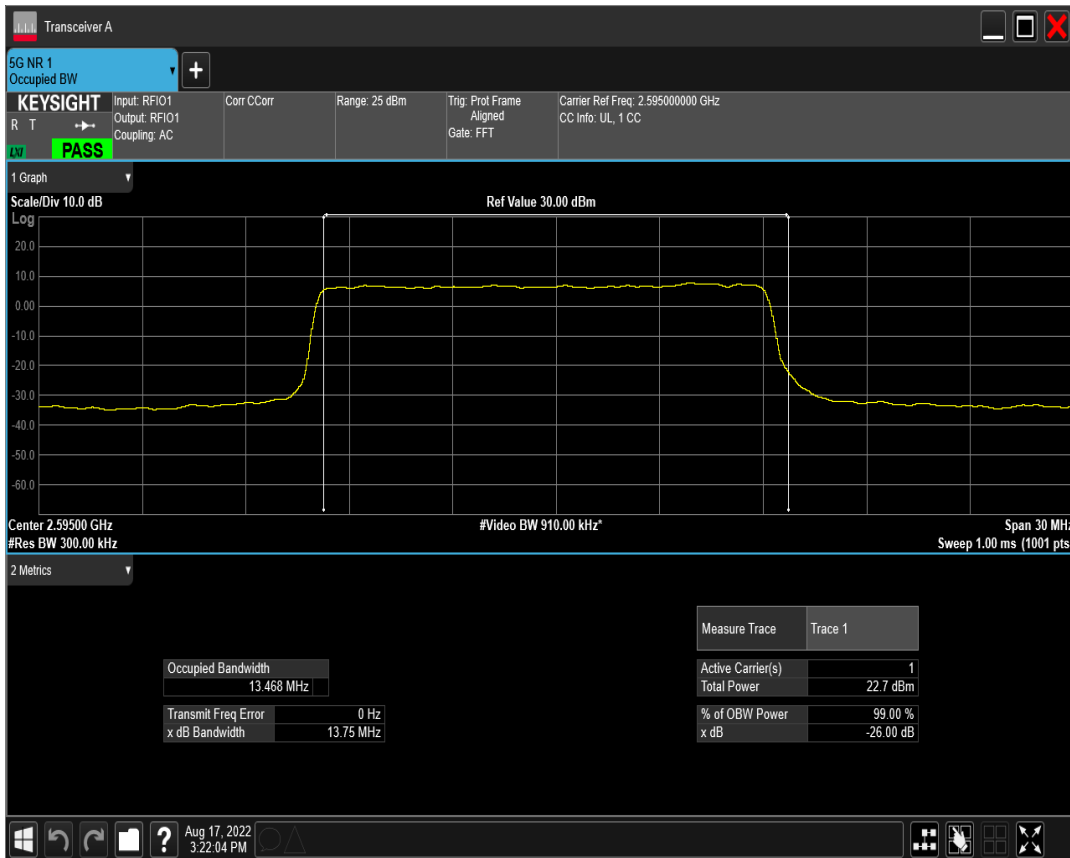 Transceiver A
5G NR 1
Occupied BW
+
KEYSIGHT
R T
LXI
PASS
Input: RFIO1
Output: RFIO1
Coupling: AC
Corr CCorr
Range: 25 dBm
Trig: Prot Frame
Aligned
Gate: FFT
Carrier Ref Freq: 2.595000000 GHz
CC Info: UL, 1 CC
1 Graph
Scale/Div 10.0 dB
Ref Value 30.00 dBm
Log
20.0
10.0
0.00
-10.0
-20.0
-30.0
-40.0
-50.0
-60.0
Center 2.59500 GHz
#Video BW 910.00 kHz*
Span 30 MHz
#Res BW 300.00 kHz
Sweep 1.00 ms (1001 pts
2 Metrics
Measure Trace Trace 1
Occupied Bandwidth
13.468 MHz
Active Carrier(s) 1
Total Power 22.7 dBm
Transmit Freq Error 0 Hz
x dB Bandwidth 13.75 MHz
% of OBW Power 99.00 %
x dB -26.00 dB
?
Aug 17, 2022
3:22:04 PM